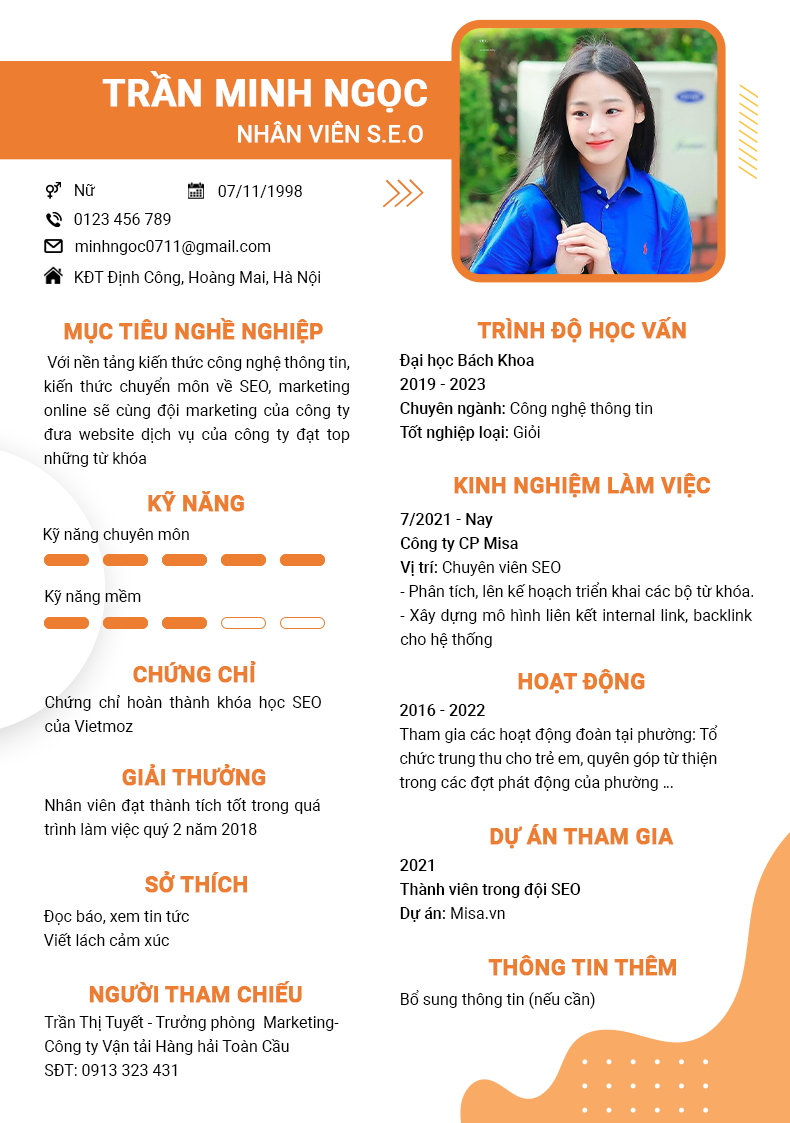 TRẦN MINH NGỌC
NHÂN VIÊN S.E.O
Nữ
07/11/1998
0123 456 789
minhngoc0711@gmail.com
KĐT Định Công, Hoàng Mai, Hà Nội
MỤC TIÊU NGHỀ NGHIỆP
Với nền tảng kiến thức công nghệ thông tin,
kiến thức chuyển môn về SEO, marketing
online sẽ cùng đội marketing của công ty
đưa website dịch vụ của công ty đạt top
những từ khóa
KỸ NĂNG
Kỹ năng chuyên môn
Kỹ năng mềm
CHỨNG CHỈ
Chứng chỉ hoàn thành khóa học SEO
của Vietmoz
GIẢI THƯỞNG
Nhân viên đạt thành tích tốt trong quá
trình làm việc quý 2 năm 2018
SỞ THÍCH
Đọc báo, xem tin tức
Viết lách cảm xúc
NGƯỜI THAM CHIẾU
Trần Thị Tuyết - Trưởng phòng Marketing-
Công ty Vận tải Hàng hải Toàn Cầu
SĐT: 0913 323 431
TRÌNH ĐỘ HỌC VẤN
Đại học Bách Khoa
2019 - 2023
Chuyên ngành: Công nghệ thông tin
Tốt nghiệp loại: Giỏi
KINH NGHIỆM LÀM VIỆC
7/2021 - Nay
Công ty CP Misa
Vị trí: Chuyên viên SEO
- Phân tích, lên kế hoạch triển khai các bộ từ khóa.
- Xây dựng mô hình liên kết internal link, backlink
cho hệ thống
HOẠT ĐỘNG
2016 - 2022
Tham gia các hoạt động đoàn tại phường: Tổ
chức trung thu cho trẻ em, quyên góp từ thiện
trong các đợt phát động của phường ...
DỰ ÁN THAM GIA
2021
Thành viên trong đội SEO
Dự án: Misa.vn
THÔNG TIN THÊM
Bổ sung thông tin (nếu cần)